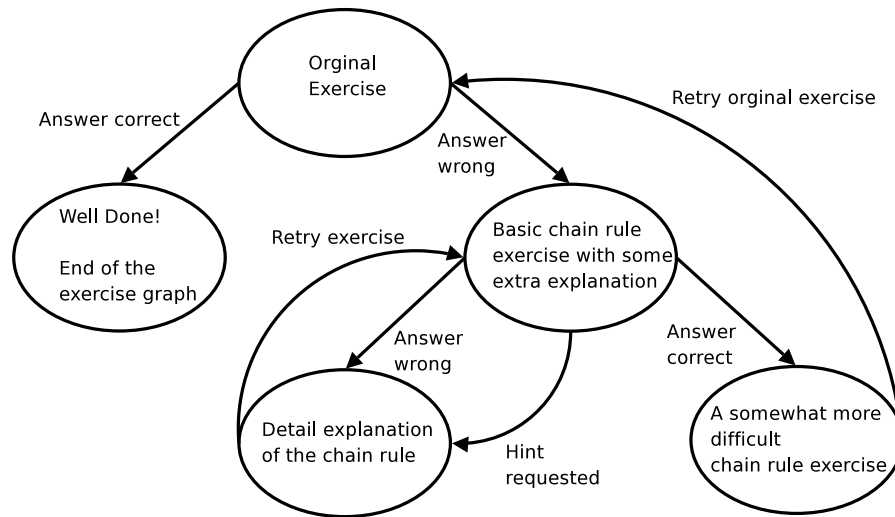 Orginal
Exercise
Answer correct
Retry orginal exercise
Answer
wrong
Well Done!
End of the
exercise graph
Retry exercise
Basic chain rule
exercise with some
extra explanation
Answer
wrong
Answer
correct
Detail explanation
of the chain rule
Hint
requested
A somewhat more
difficult
chain rule exercise